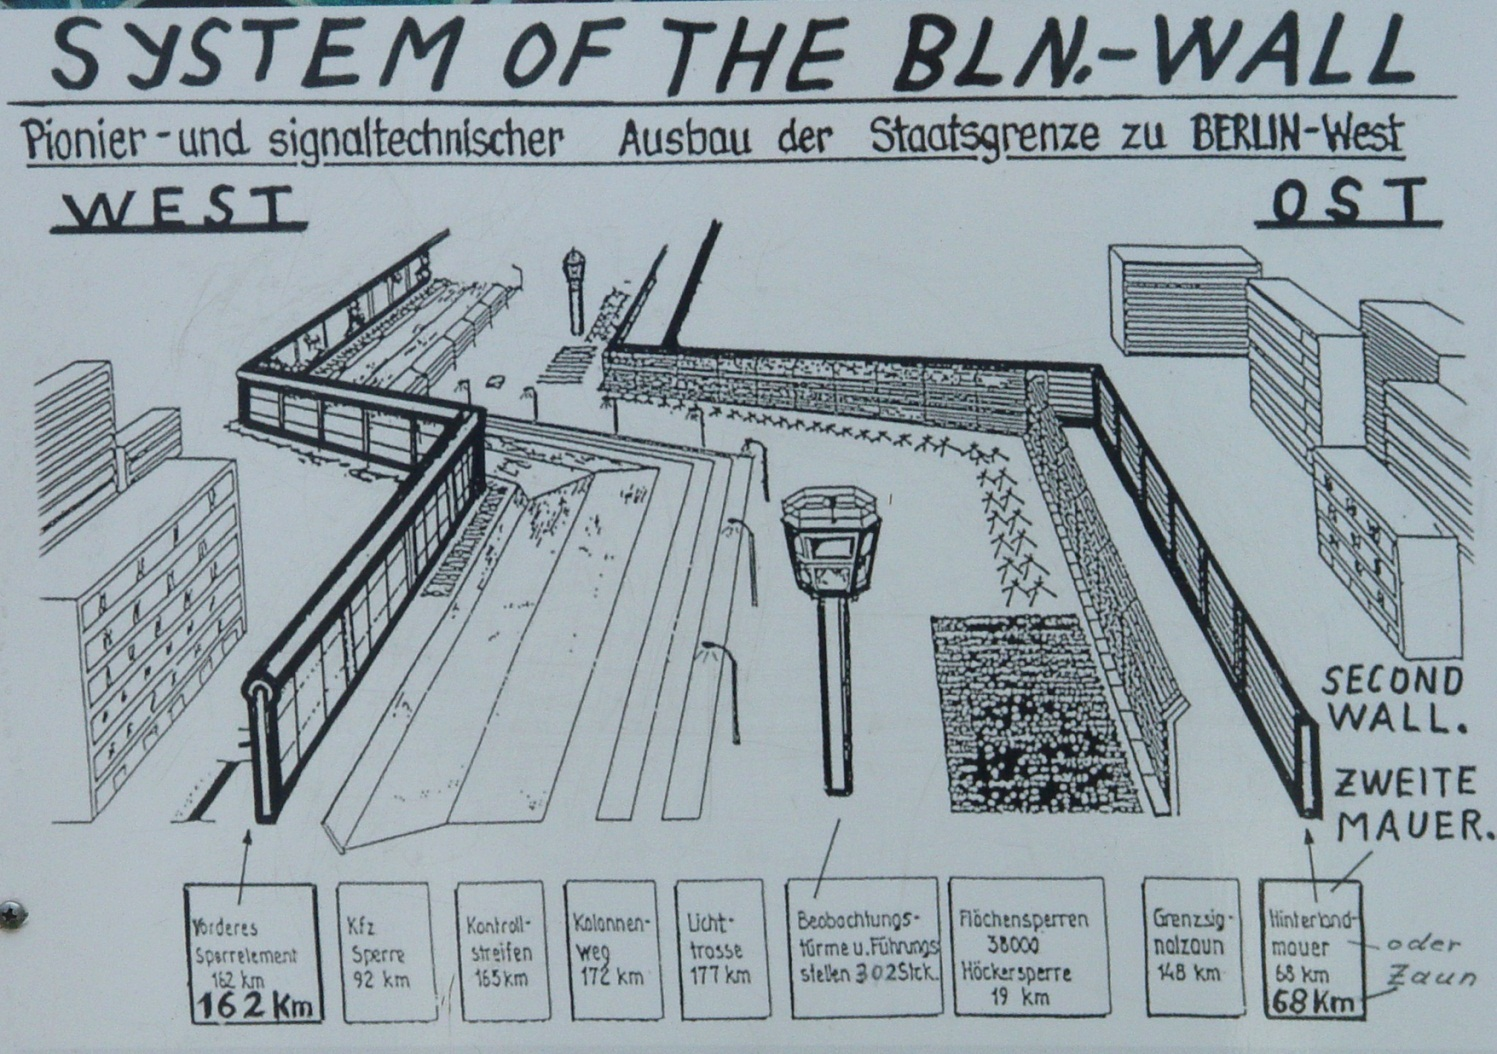 SYSTEM OF THE BLN.-WALL
Pionier-und signaltechnischer Ausbau der Staatsgrenze zu BERLIN-West
WEST
OST
SECOND
WALL.
ZWEITE
MAUER.
Vorderes
Sperrelement
162 km
162 Km
Kfz
Sperre
92 km
Kontroll-
streifen
165 km
Kolonnen-
weg
172 km
Licht-
trasse
177 km
Beobachtungs-
türme u. Führungs
stellen 302 Stck.
Flächensperren
38000
Höckersperre
19 km
Grenzsig-
nalzaun
148 km
Hinterland-
mauer
68 km
68 Km
oder
Zaun